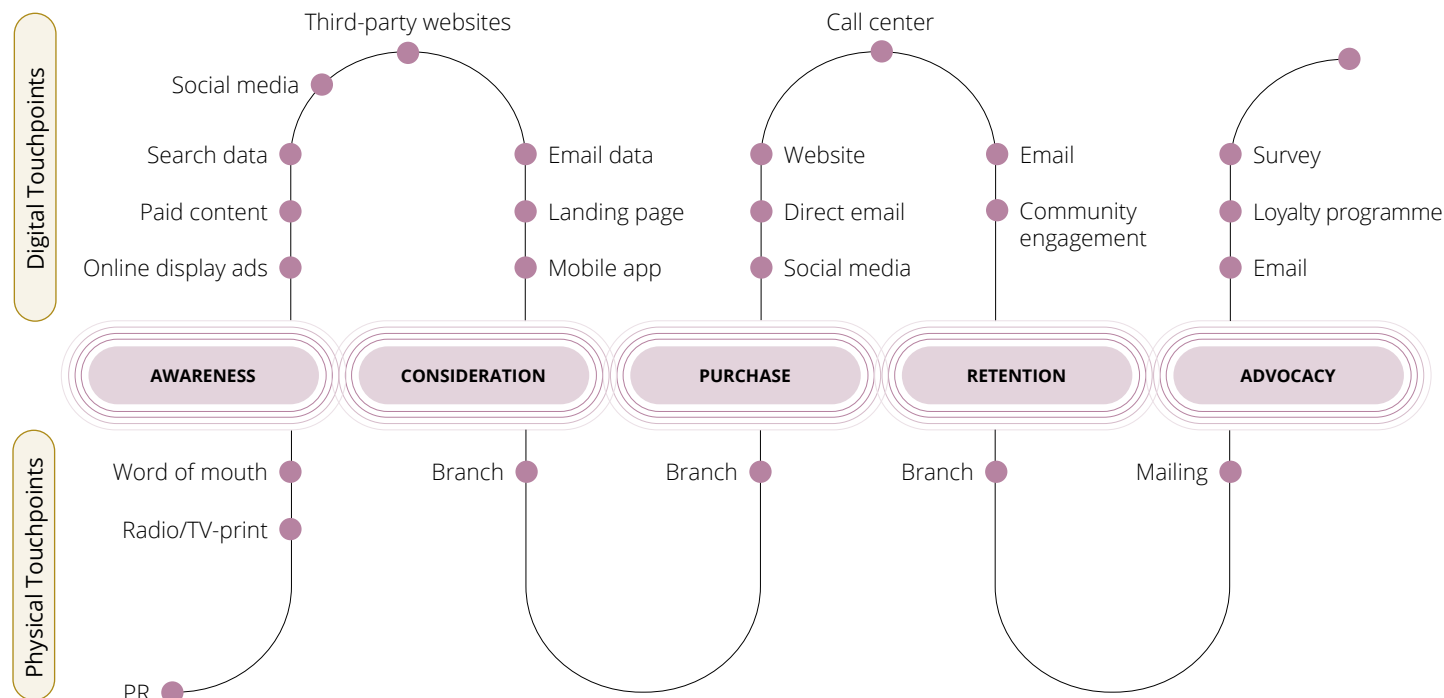 Digital Touchpoints
Third-party websites
Call center
Social media
Search data
Email data
Website
Email
Survey
Paid content
Landing page
Direct email
Community
engagement
Loyalty programme
Online display ads
Mobile app
Social media
Email
AWARENESS
CONSIDERATION
PURCHASE
RETENTION
ADVOCACY
Physical Touchpoints
Word of mouth
Branch
Branch
Branch
Mailing
Radio/TV-print
PR